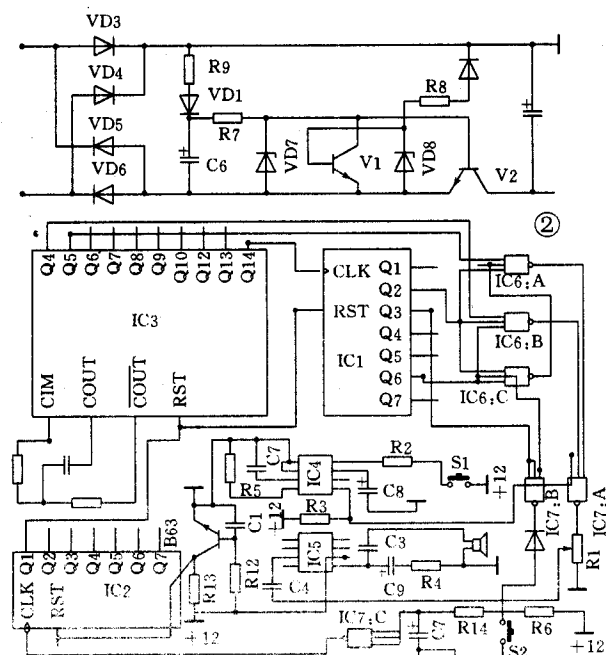 VD3
R9
VD4
VD1
R8
VD5
R7
VD6
C6
VD7
V1
VD8
V2
②
Q4 Q5 Q6 Q7 Q8 Q9 Q10 Q12 Q13 Q14
CLK Q1
Q2
RST Q3
Q4
IC1 Q5
Q6
Q7
IC3
CIM COUT COUT RST
IC6:A
IC6:B
IC6:C
C7
IC4
R2
S1
+12
R5
C8
IC7:B
IC7:A
C1
+12
R3
R1
B63
Q1 Q2 Q3 Q4 Q5 Q6 Q7
IC5
C3
CLK
RST
IC2
R13
R12
C4
C9
R4
+12
IC7:C
C7
R14
S2
R6
+12